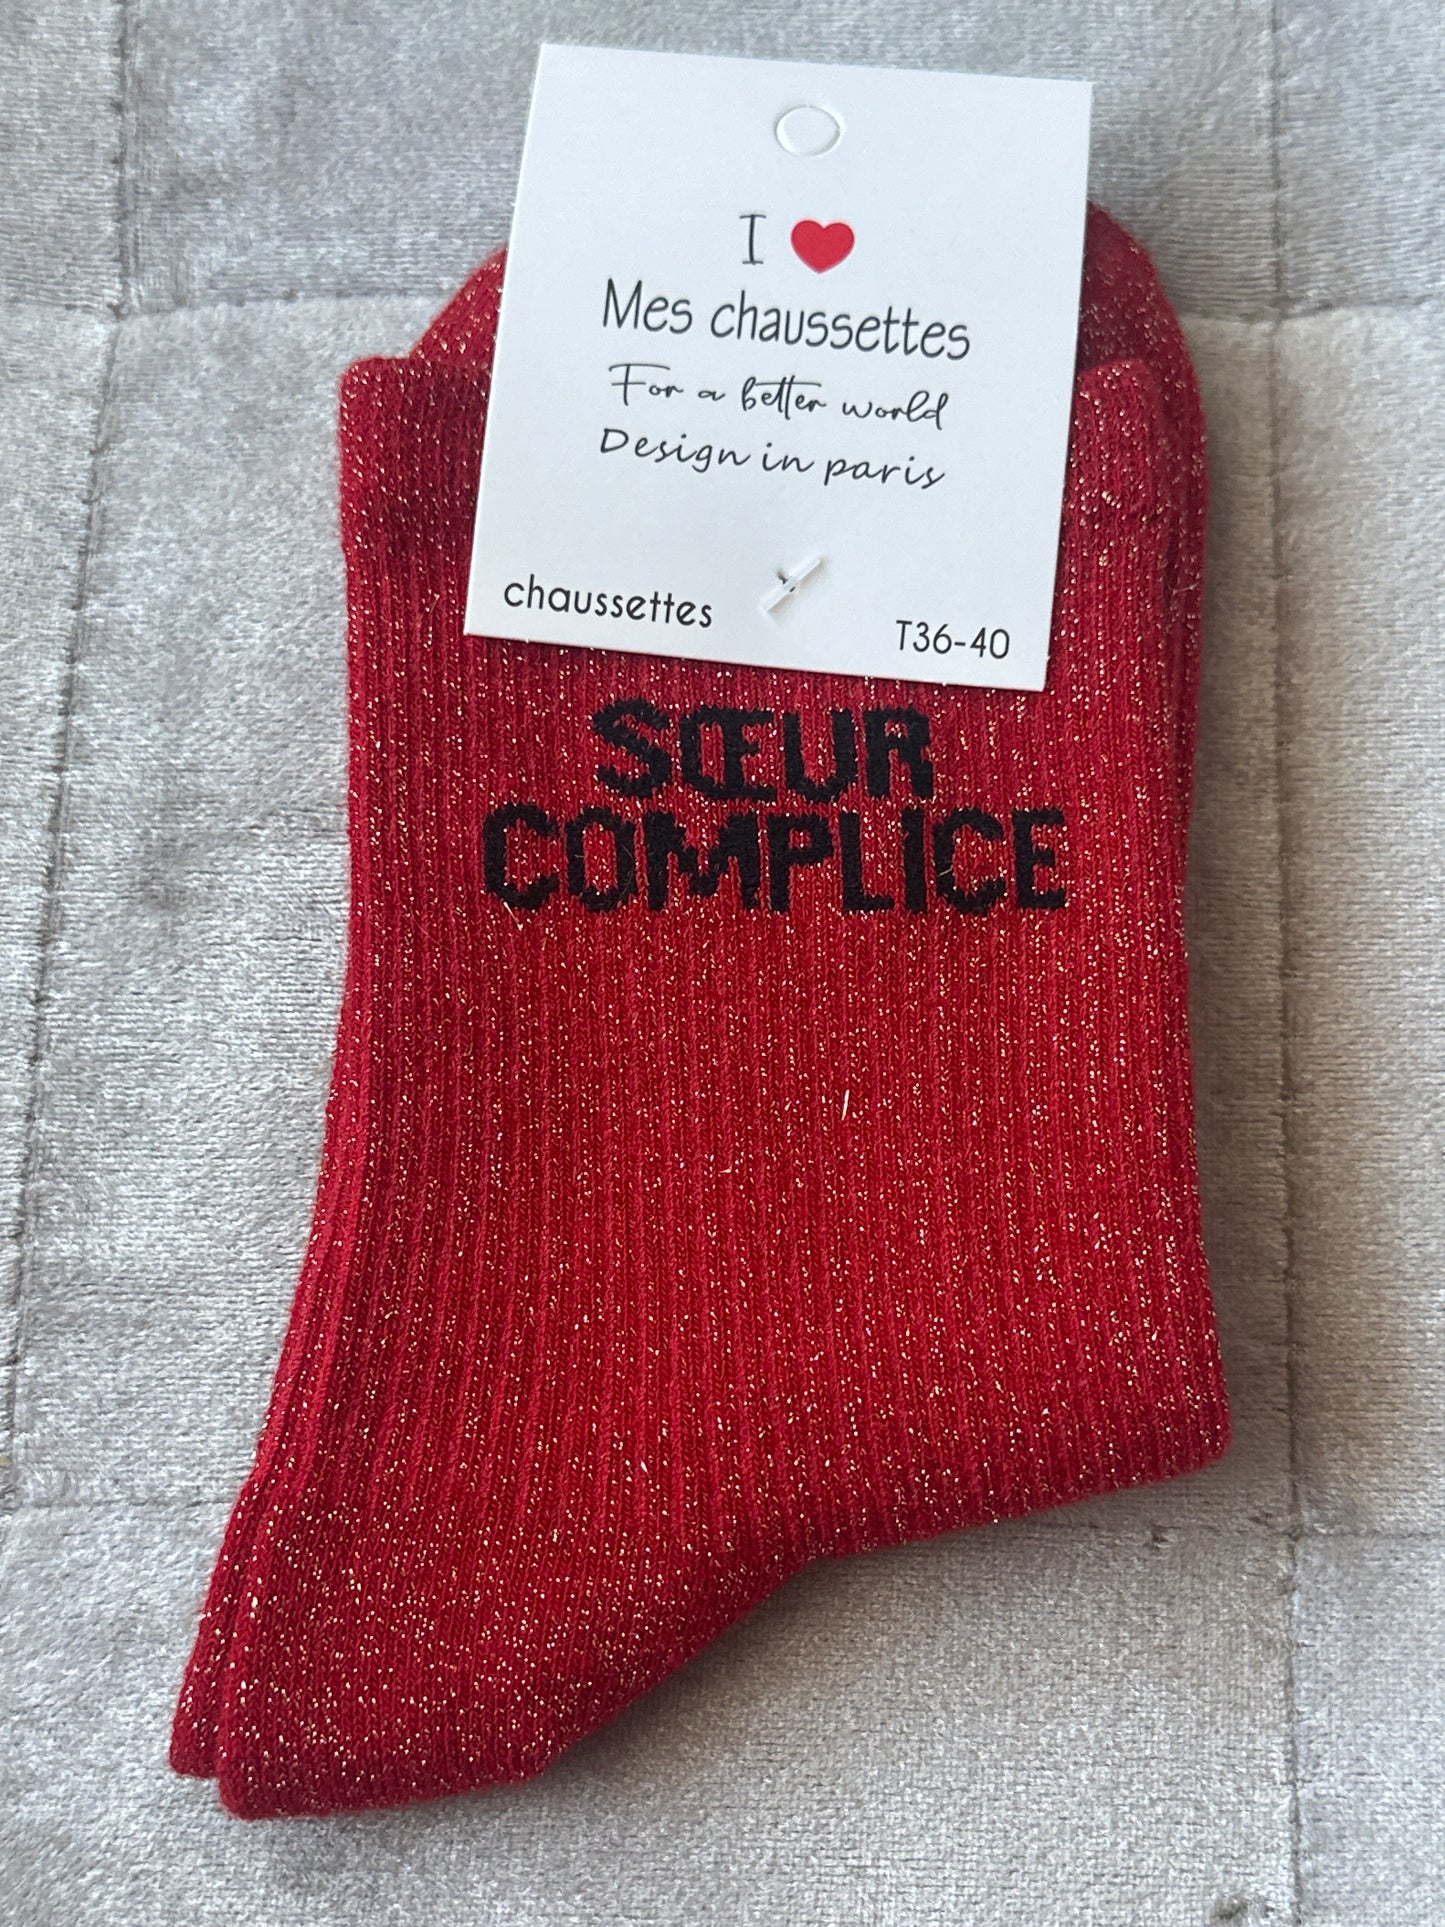 I ❤
Mes chaussettes
For a better world
Design in paris
chaussettes T36-40
SŒUR
COMPLICE